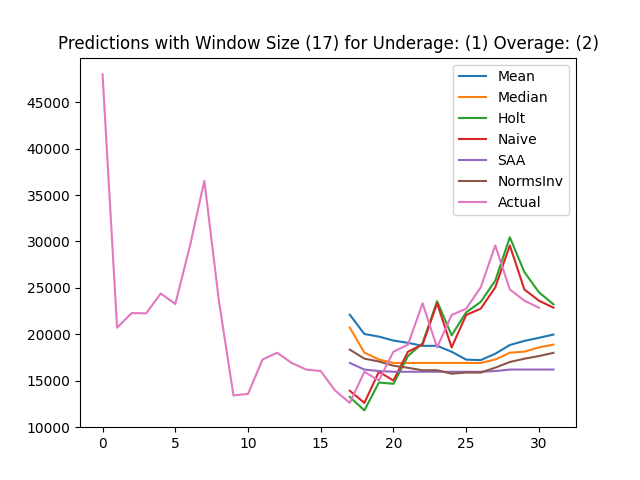 Predictions with Window Size (17) for Underage: (1) Overage: (2)
Mean
Median
Holt
Naive
SAA
NormsInv
Actual
45000
40000
35000
30000
25000
20000
15000
10000
0 5 10 15 20 25 30